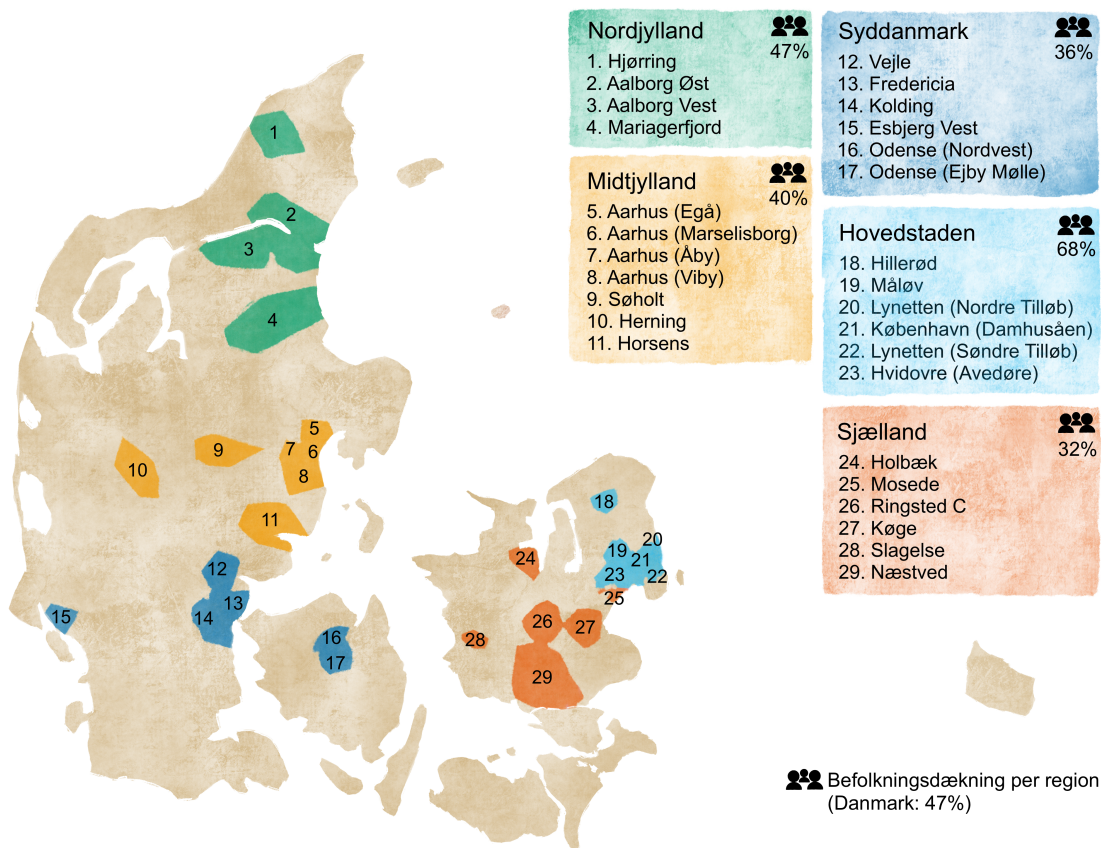 Nordjylland
47%
1. Hjørring
2. Aalborg Øst
3. Aalborg Vest
4. Mariagerfjord
Midtjylland
40%
5. Aarhus (Egå)
6. Aarhus (Marselisborg)
7. Aarhus (Åby)
8. Aarhus (Viby)
9. Søholt
10. Herning
11. Horsens
Syddanmark
36%
12. Vejle
13. Fredericia
14. Kolding
15. Esbjerg Vest
16. Odense (Nordvest)
17. Odense (Ejby Mølle)
Hovedstaden
68%
18. Hillerød
19. Måløv
20. Lynetten (Nordre Tilløb)
21. København (Damhusåen)
22. Lynetten (Søndre Tilløb)
23. Hvidovre (Avedøre)
Sjælland
32%
24. Holbæk
25. Mosede
26. Ringsted C
27. Køge
28. Slagelse
29. Næstved
1
2
3
4
5
6
7
8
9
10
11
12
13
14
15
16
17
18
19
20
21
22
23
24
25
26
27
28
29
Befolkningsdækning per region
(Danmark: 47%)